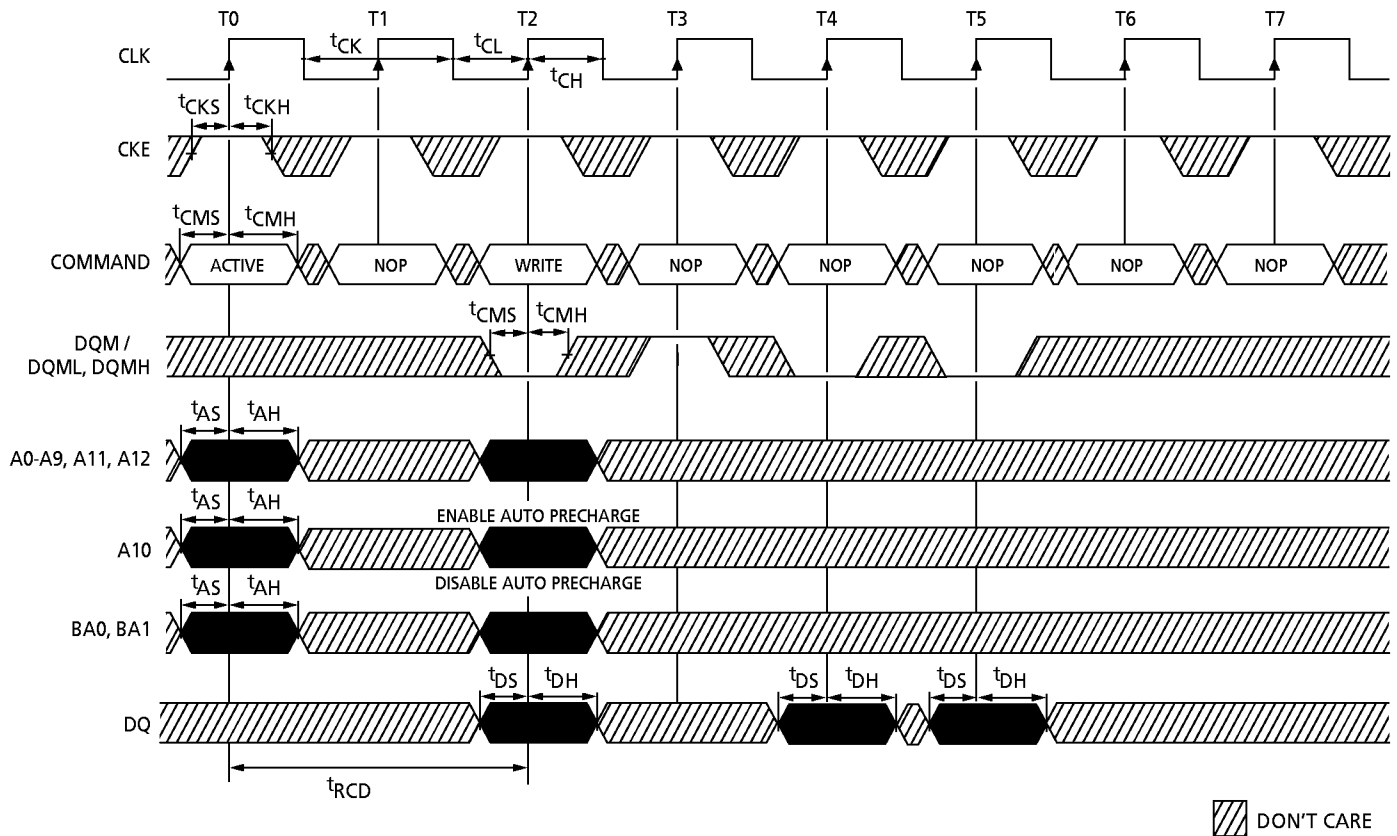 T0 T1 T2 T3 T4 T5 T6 T7
CLK
tCK tCL
tCH
tCKS tCKH
CKE
tCMS tCMH
COMMAND ACTIVE NOP WRITE NOP NOP NOP NOP NOP
tCMS tCMH
DQM /
DQML, DQMH
tAS tAH
A0-A9, A11, A12
tAS tAH
ENABLE AUTO PRECHARGE
A10
DISABLE AUTO PRECHARGE
tAS tAH
BA0, BA1
tDS tDH tDS tDH tDS tDH
DQ
tRCD
DON'T CARE